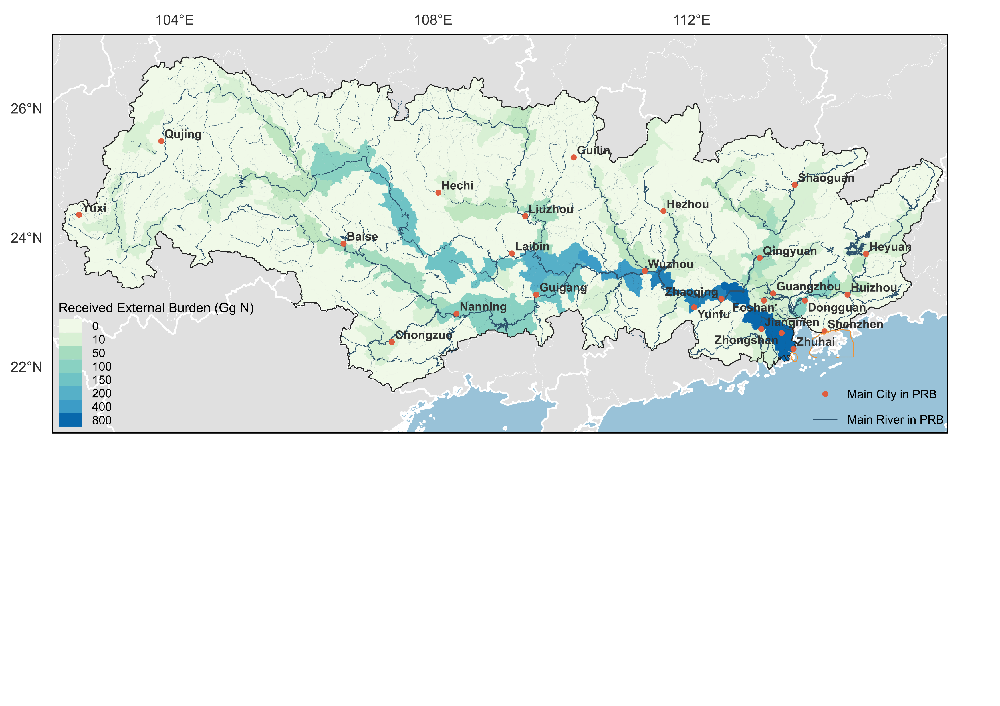 104°E 108°E 112°E
26°N
24°N
22°N
Qujing
Guilin
Shaoguan
Hechi
Yuxi
Liuzhou
Hezhou
Baise
Laibin
Qingyuan
Heyuan
Wuzhou
Guigang
Zhaoqing
Guangzhou
Huizhou
Nanning
Yunfu
Foshan
Dongguan
Jiangmen
Shenzhen
Chongzuo
Zhongshan
Zhuhai
Received External Burden (Gg N)
0
10
50
100
150
200
400
800
Main City in PRB
Main River in PRB